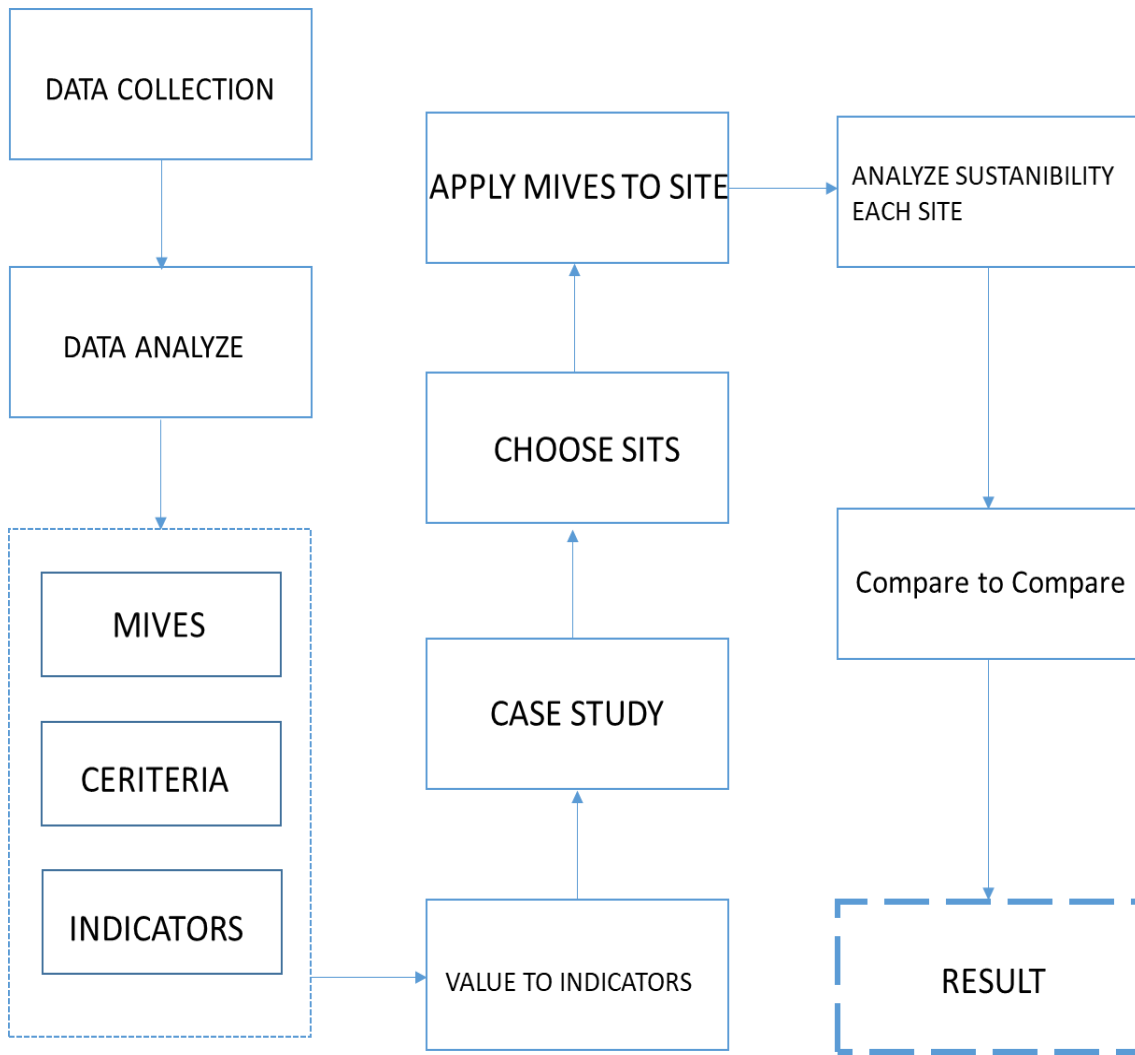 DATA COLLECTION
DATA ANALYZE
MIVES
CERITERIA
INDICATORS
VALUE TO INDICATORS
CASE STUDY
CHOOSE SITS
APPLY MIVES TO SITE
ANALYZE SUSTANIBILITY
EACH SITE
Compare to Compare
RESULT